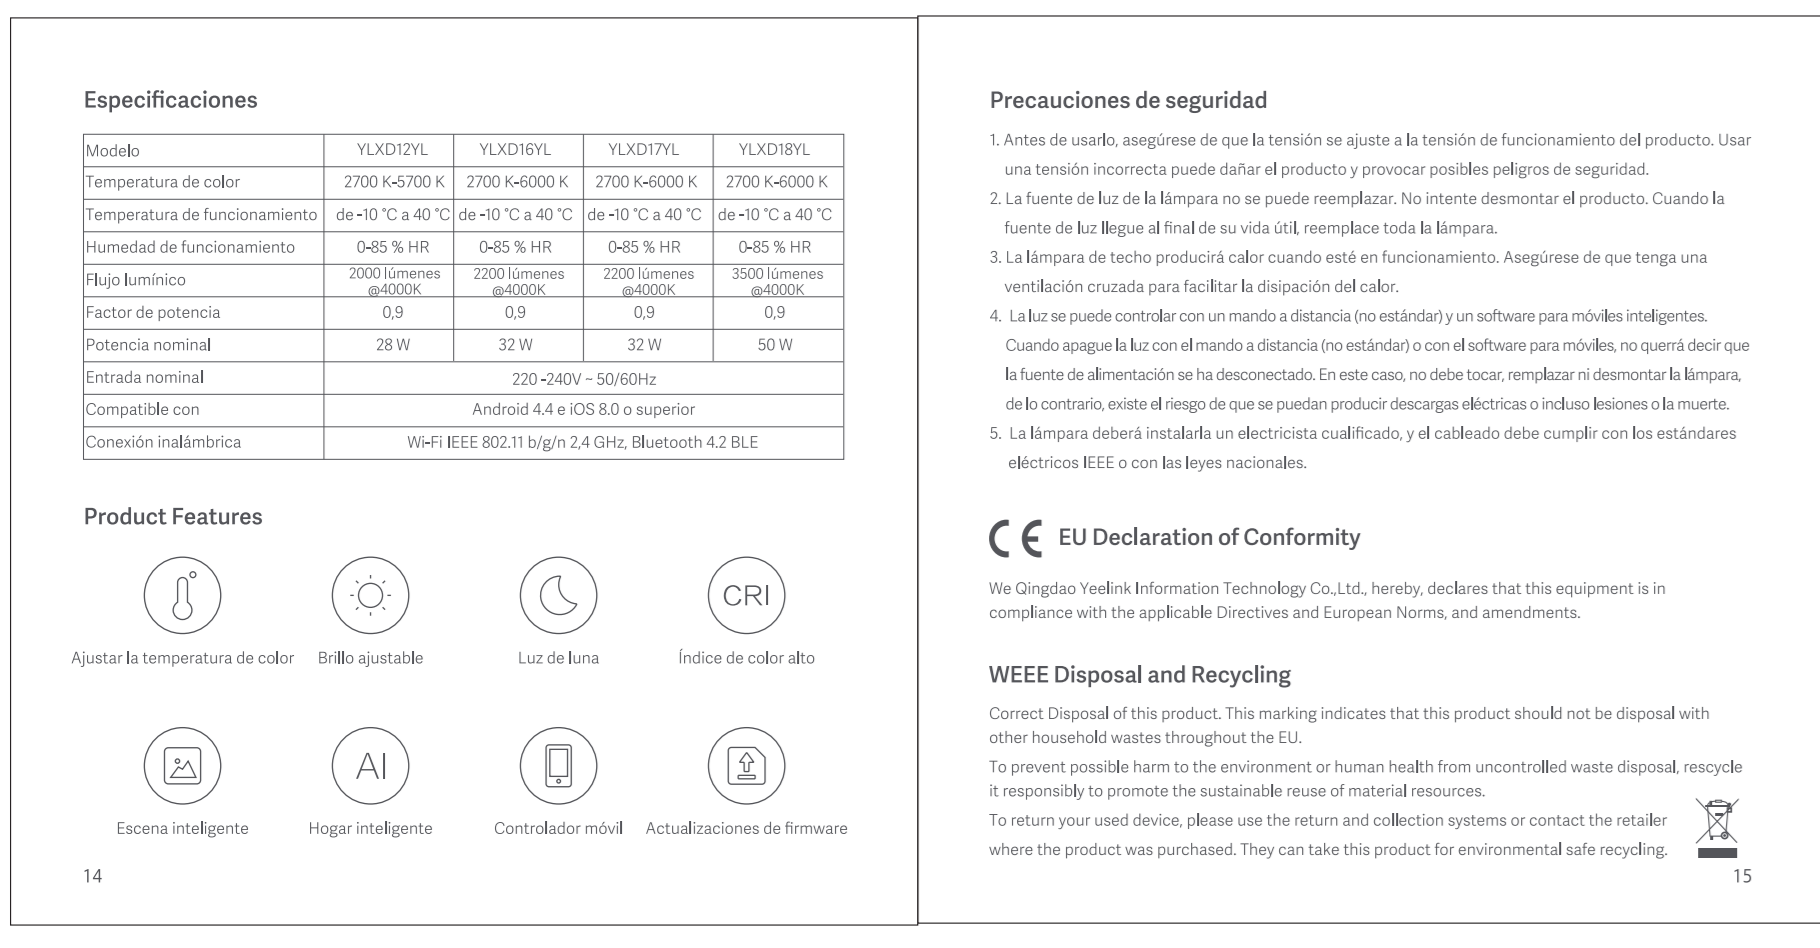 Especificaciones
Modelo YLXD12YL YLXD16YL YLXD17YL YLXD18YL
Temperatura de color 2700 K-5700 K 2700 K-6000 K 2700 K-6000 K 2700 K-6000 K
Temperatura de funcionamiento de -10 °C a 40 °C de -10 °C a 40 °C de -10 °C a 40 °C de -10 °C a 40 °C
Humedad de funcionamiento 0-85 % HR 0-85 % HR 0-85 % HR 0-85 % HR
Flujo lumínico 2000 lúmenes @4000K 2200 lúmenes @4000K 2200 lúmenes @4000K 3500 lúmenes @4000K
Factor de potencia 0,9 0,9 0,9 0,9
Potencia nominal 28 W 32 W 32 W 50 W
Entrada nominal 220 -240V ~ 50/60Hz
Compatible con Android 4.4 e iOS 8.0 o superior
Conexión inalámbrica Wi-Fi IEEE 802.11 b/g/n 2,4 GHz, Bluetooth 4.2 BLE
Product Features
CRI
Ajustar la temperatura de color Brillo ajustable Luz de luna Índice de color alto
AI
Escena inteligente Hogar inteligente Controlador móvil Actualizaciones de firmware
14
Precauciones de seguridad
1. Antes de usarlo, asegúrese de que la tensión se ajuste a la tensión de funcionamiento del producto. Usar
una tensión incorrecta puede dañar el producto y provocar posibles peligros de seguridad.
2. La fuente de luz de la lámpara no se puede reemplazar. No intente desmontar el producto. Cuando la
fuente de luz llegue al final de su vida útil, reemplace toda la lámpara.
3. La lámpara de techo producirá calor cuando esté en funcionamiento. Asegúrese de que tenga una
ventilación cruzada para facilitar la disipación del calor.
4. La luz se puede controlar con un mando a distancia (no estándar) y un software para móviles inteligentes.
Cuando apague la luz con el mando a distancia (no estándar) o con el software para móviles, no querrá decir que
la fuente de alimentación se ha desconectado. En este caso, no debe tocar, remplazar ni desmontar la lámpara,
de lo contrario, existe el riesgo de que se puedan producir descargas eléctricas o incluso lesiones o la muerte.
5. La lámpara deberá instalarla un electricista cualificado, y el cableado debe cumplir con los estándares
eléctricos IEEE o con las leyes nacionales.
CE EU Declaration of Conformity
We Qingdao Yeelink Information Technology Co.,Ltd., hereby, declares that this equipment is in
compliance with the applicable Directives and European Norms, and amendments.
WEEE Disposal and Recycling
Correct Disposal of this product. This marking indicates that this product should not be disposal with
other household wastes throughout the EU.
To prevent possible harm to the environment or human health from uncontrolled waste disposal, rescycle
it responsibly to promote the sustainable reuse of material resources.
To return your used device, please use the return and collection systems or contact the retailer
where the product was purchased. They can take this product for environmental safe recycling.
15